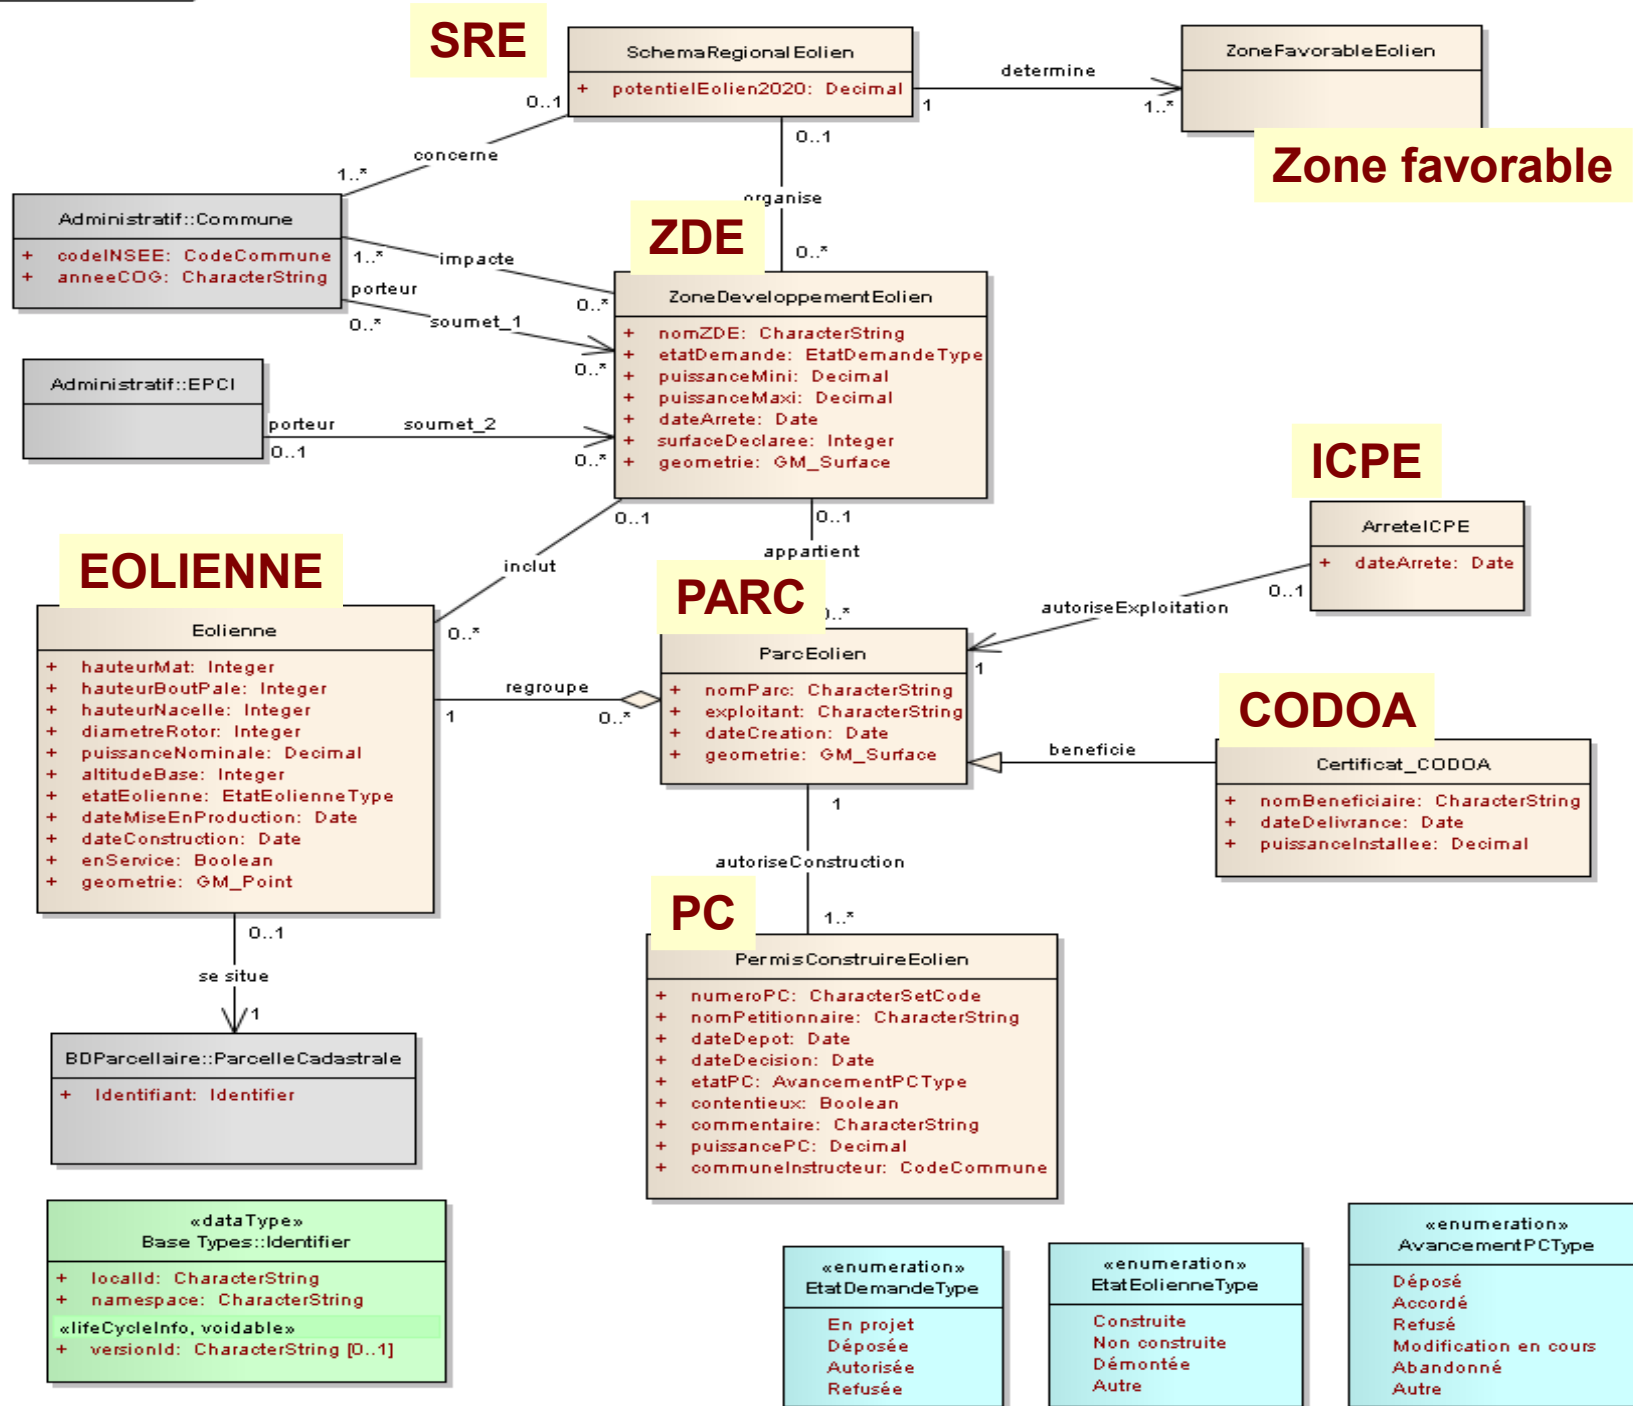 SRE
SchemaRegionalEolien
+ potentielEolien2020: Decimal
ZoneFavorableEolien
Zone favorable
determine
1
1..*
0..1
concerne
1..*
0..1
organise
0..*
Administratif::Commune
+ codeINSEE: CodeCommune
+ anneeCOG: CharacterString
1..*
impacte
0..*
porteur
0..*
soumet_1
0..*
ZDE
ZoneDeveloppementEolien
+ nomZDE: CharacterString
+ etatDemande: EtatDemandeType
+ puissanceMini: Decimal
+ puissanceMaxi: Decimal
+ dateArrete: Date
+ surfaceDeclaree: Integer
+ geometrie: GM_Surface
Administratif::EPCI
porteur
0..1
soumet_2
0..*
0..1
inclut
0..*
0..1
appartient
0..*
ICPE
ArreteICPE
+ dateArrete: Date
0..1
autoriseExploitation
1
EOLIENNE
Eolienne
+ hauteurMat: Integer
+ hauteurBoutPale: Integer
+ hauteurNacelle: Integer
+ diametreRotor: Integer
+ puissanceNominale: Decimal
+ altitudeBase: Integer
+ etatEolienne: EtatEolienneType
+ dateMiseEnProduction: Date
+ dateConstruction: Date
+ enService: Boolean
+ geometrie: GM_Point
regroupe
1
0..*
PARC
ParcEolien
+ nomParc: CharacterString
+ exploitant: CharacterString
+ dateCreation: Date
+ geometrie: GM_Surface
beneficie
CODOA
Certificat_CODOA
+ nomBeneficiaire: CharacterString
+ dateDelivrance: Date
+ puissanceInstallee: Decimal
1
autoriseConstruction
1..*
PC
PermisConstruireEolien
+ numeroPC: CharacterSetCode
+ nomPetitionnaire: CharacterString
+ dateDepot: Date
+ dateDecision: Date
+ etatPC: AvancementPCType
+ contentieux: Boolean
+ commentaire: CharacterString
+ puissancePC: Decimal
+ communeInstructeur: CodeCommune
0..1
se situe
1
BDParcellaire::ParcelleCadastrale
+ Identifiant: Identifier
«dataType»
Base Types::Identifier
+ localId: CharacterString
+ namespace: CharacterString
«lifeCycleInfo, voidable»
+ versionId: CharacterString [0..1]
«enumeration»
EtatDemandeType
En projet
Déposée
Autorisée
Refusée
«enumeration»
EtatEolienneType
Construite
Non construite
Démontée
Autre
«enumeration»
AvancementPCType
Déposé
Accordé
Refusé
Modification en cours
Abandonné
Autre